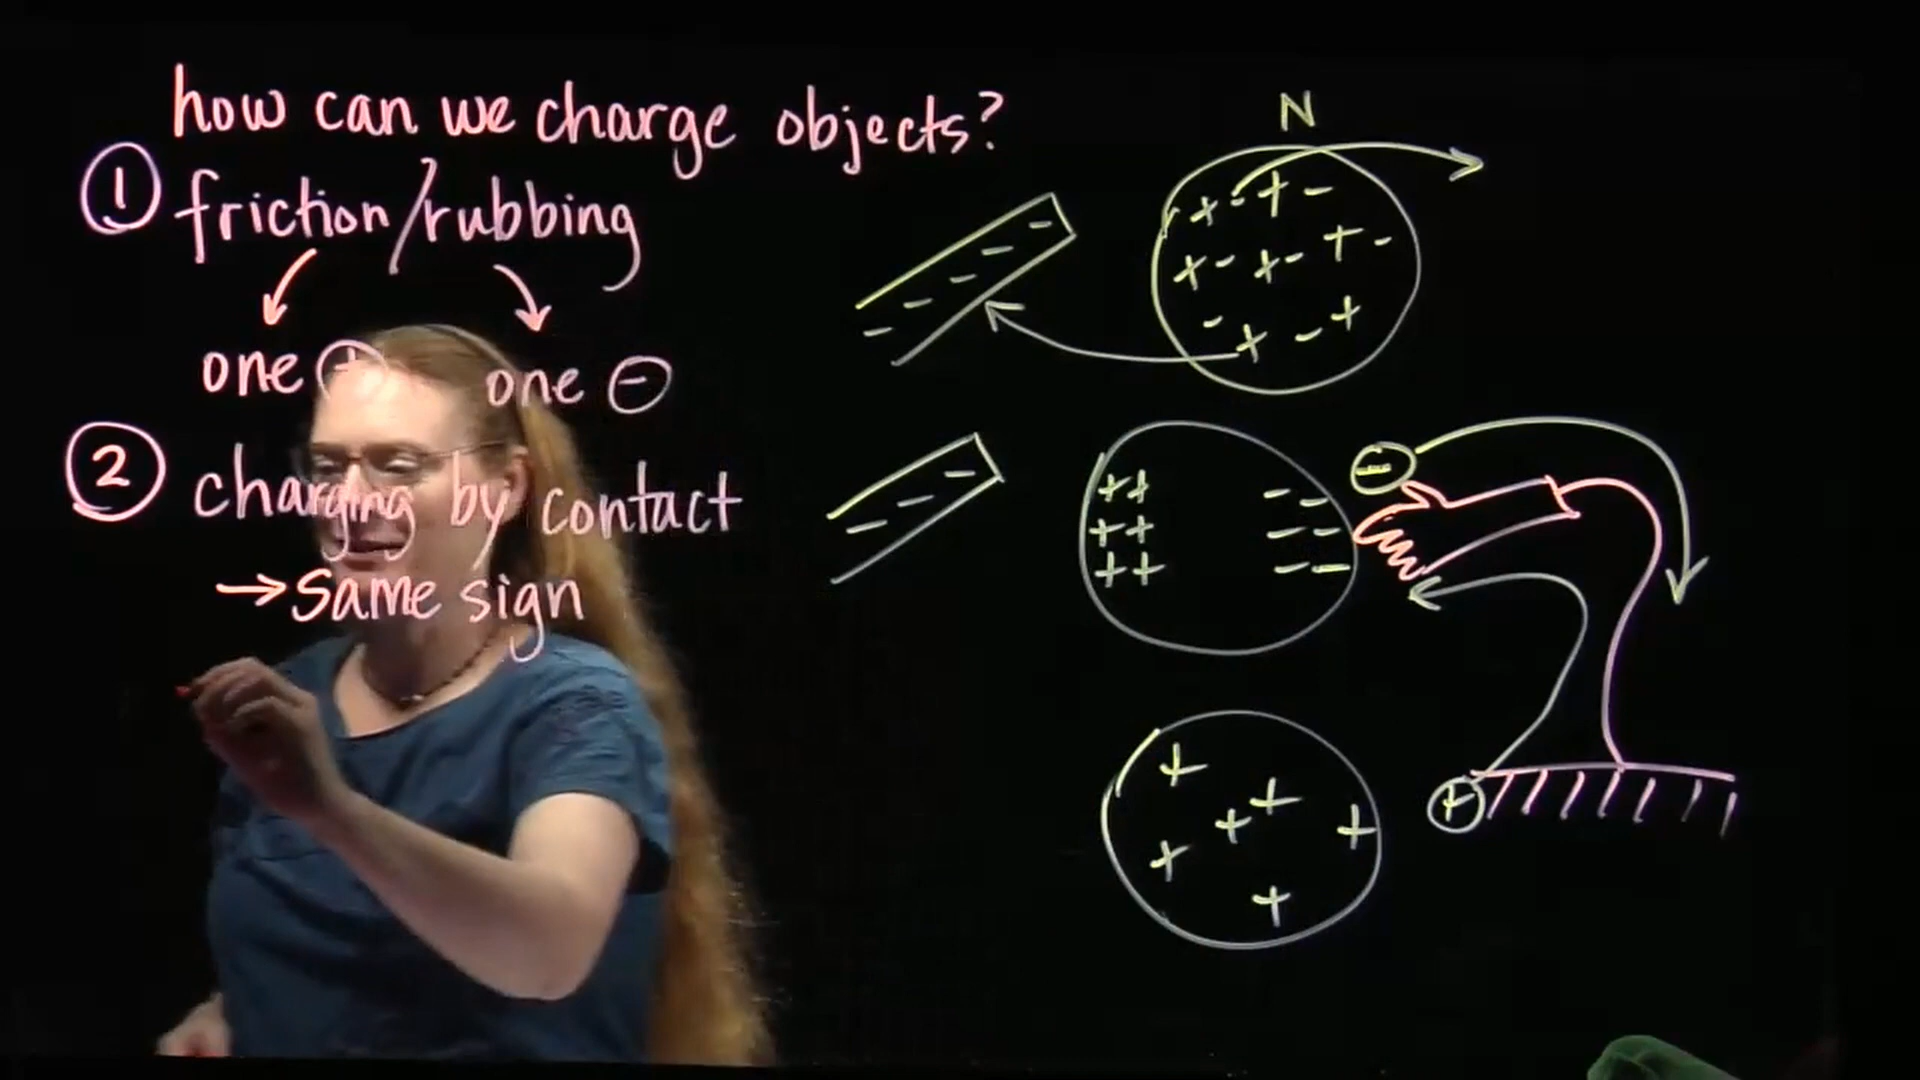 how can we charge objects?
① friction/rubbing
one ⊕ one ⊖
② charging by contact
→ same sign
N
+ - + -
+ - + - + -
- + - +
- - - - -
- - -
++ - -
++ - -
++ - -
⊖
+
+
+ +
+
+
⊕